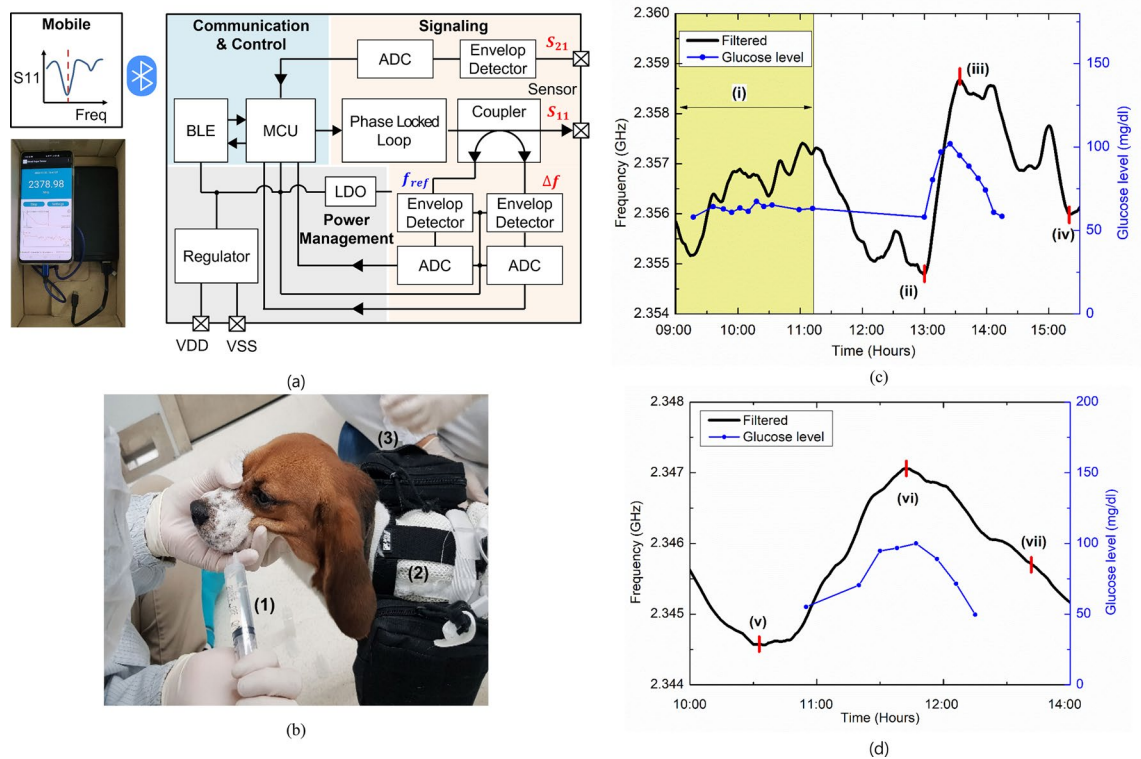 Mobile
S11
Freq
2378.98
Communication
& Control
Signaling
ADC
Envelop
Detector
S21
Sensor
S11
BLE
MCU
Phase Locked
Loop
Coupler
fref
Δf
LDO
Power
Management
Envelop
Detector
Envelop
Detector
Regulator
ADC
ADC
VDD
VSS
(a)
(1)
(2)
(3)
(b)
2.360
2.359
2.358
2.357
2.356
2.355
2.354
Frequency (GHz)
Filtered
Glucose level
(i)
(ii)
(iii)
(iv)
150
100
50
0
Glucose level (mg/dl)
09:00
10:00
11:00
12:00
13:00
14:00
15:00
Time (Hours)
(c)
2.348
2.347
2.346
2.345
2.344
Frequency (GHz)
Filtered
Glucose level
(v)
(vi)
(vii)
200
150
100
50
0
Glucose level (mg/dl)
10:00
11:00
12:00
14:00
Time (Hours)
(d)